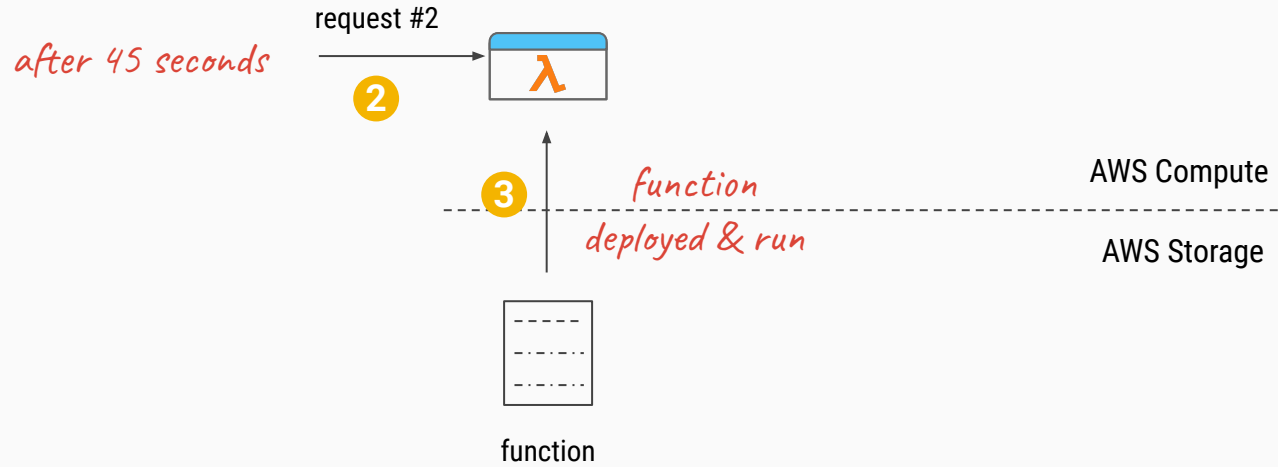 request #2
after 45 seconds
2
λ
AWS Compute
3
function
deployed & run
AWS Storage
function